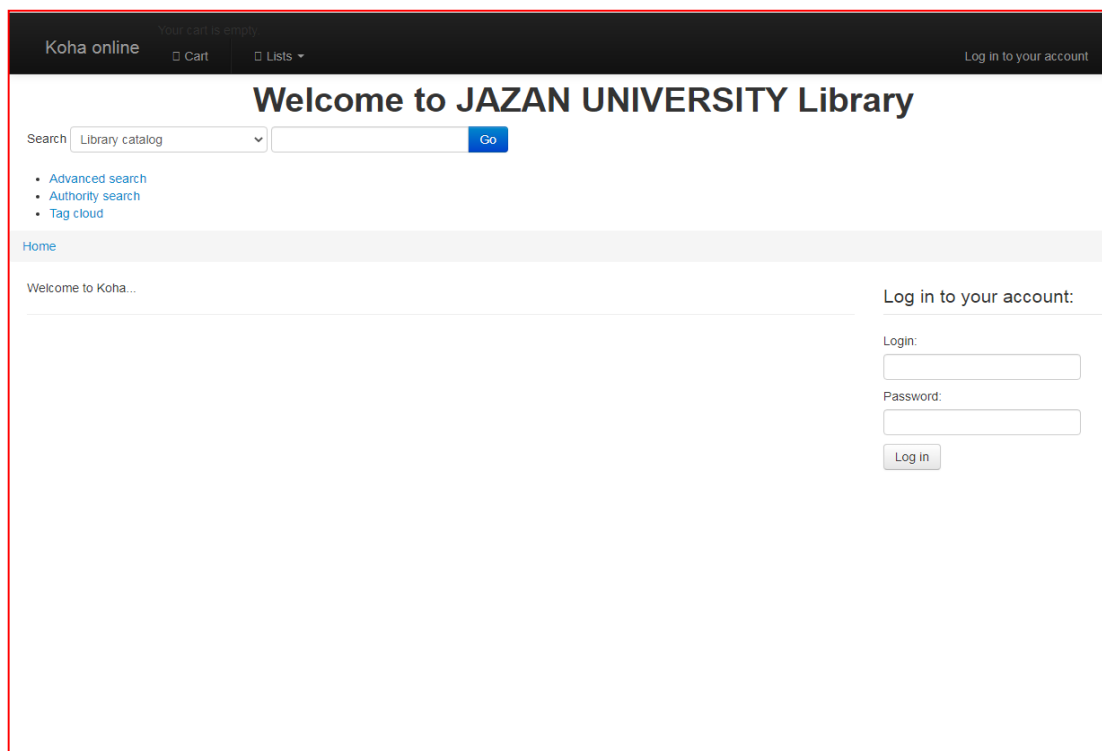 Your cart is empty
Koha online
Cart
Lists
Log in to your account
Welcome to JAZAN UNIVERSITY Library
Search Library catalog Go
Advanced search
Authority search
Tag cloud
Home
Welcome to Koha...
Log in to your account:
Login:
Password:
Log in